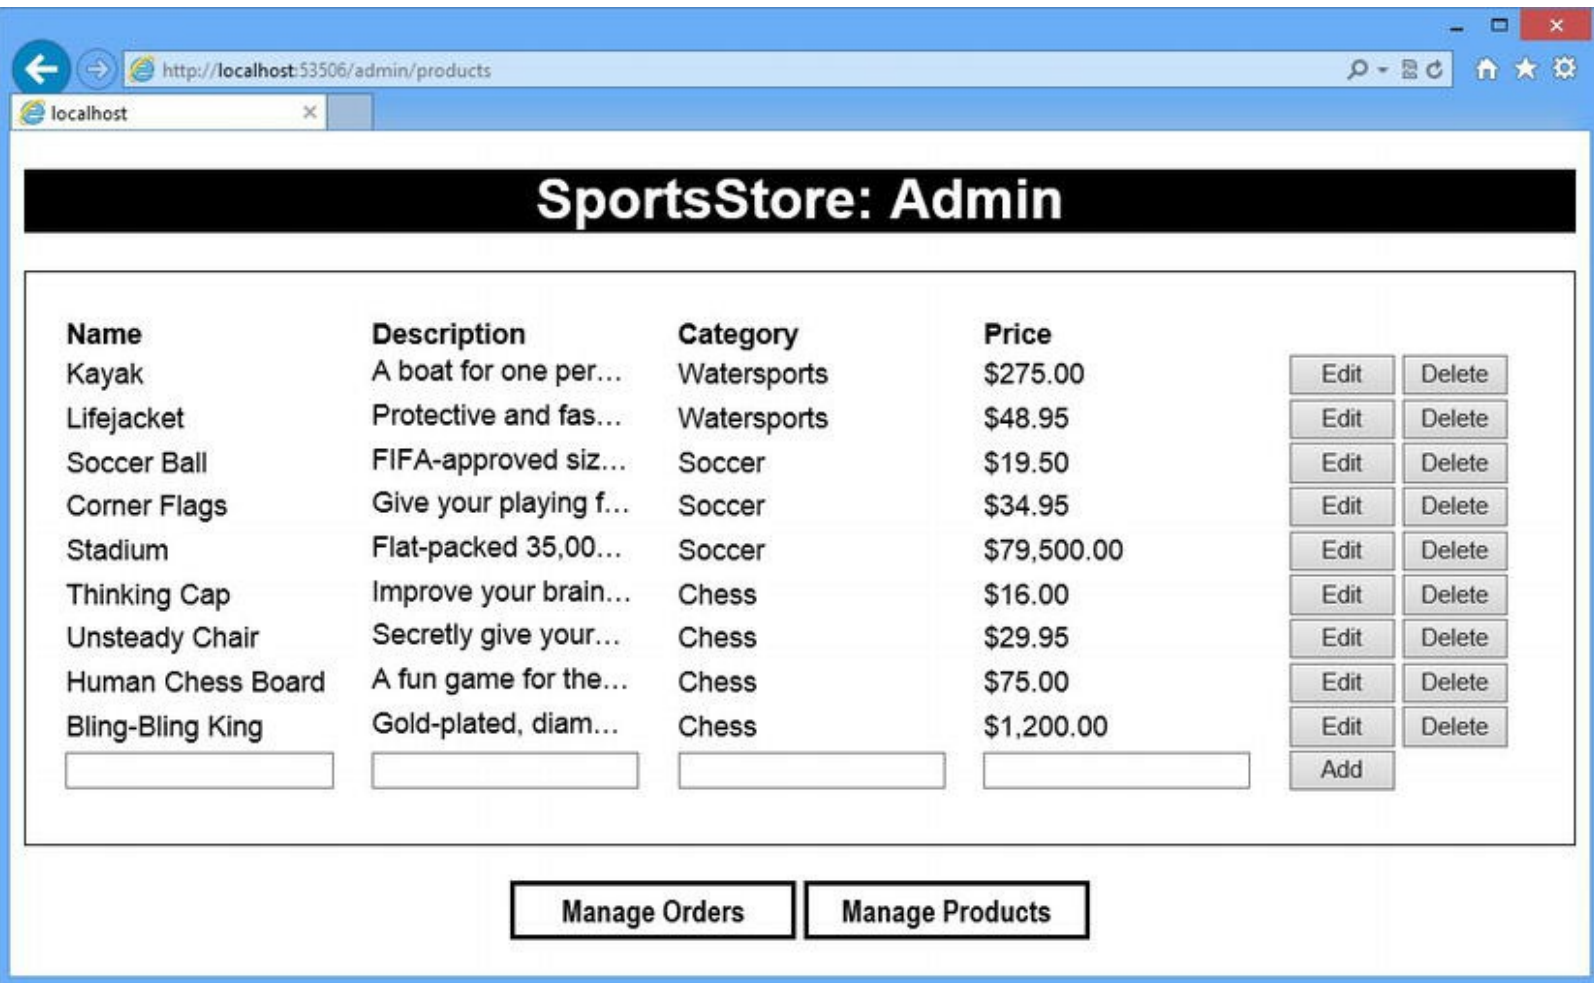 http://localhost:53506/admin/products
localhost
SportsStore: Admin
Name Description Category Price
Kayak A boat for one per... Watersports $275.00 Edit Delete
Lifejacket Protective and fas... Watersports $48.95 Edit Delete
Soccer Ball FIFA-approved siz... Soccer $19.50 Edit Delete
Corner Flags Give your playing f... Soccer $34.95 Edit Delete
Stadium Flat-packed 35,00... Soccer $79,500.00 Edit Delete
Thinking Cap Improve your brain... Chess $16.00 Edit Delete
Unsteady Chair Secretly give your... Chess $29.95 Edit Delete
Human Chess Board A fun game for the... Chess $75.00 Edit Delete
Bling-Bling King Gold-plated, diam... Chess $1,200.00 Edit Delete
Add
Manage Orders Manage Products